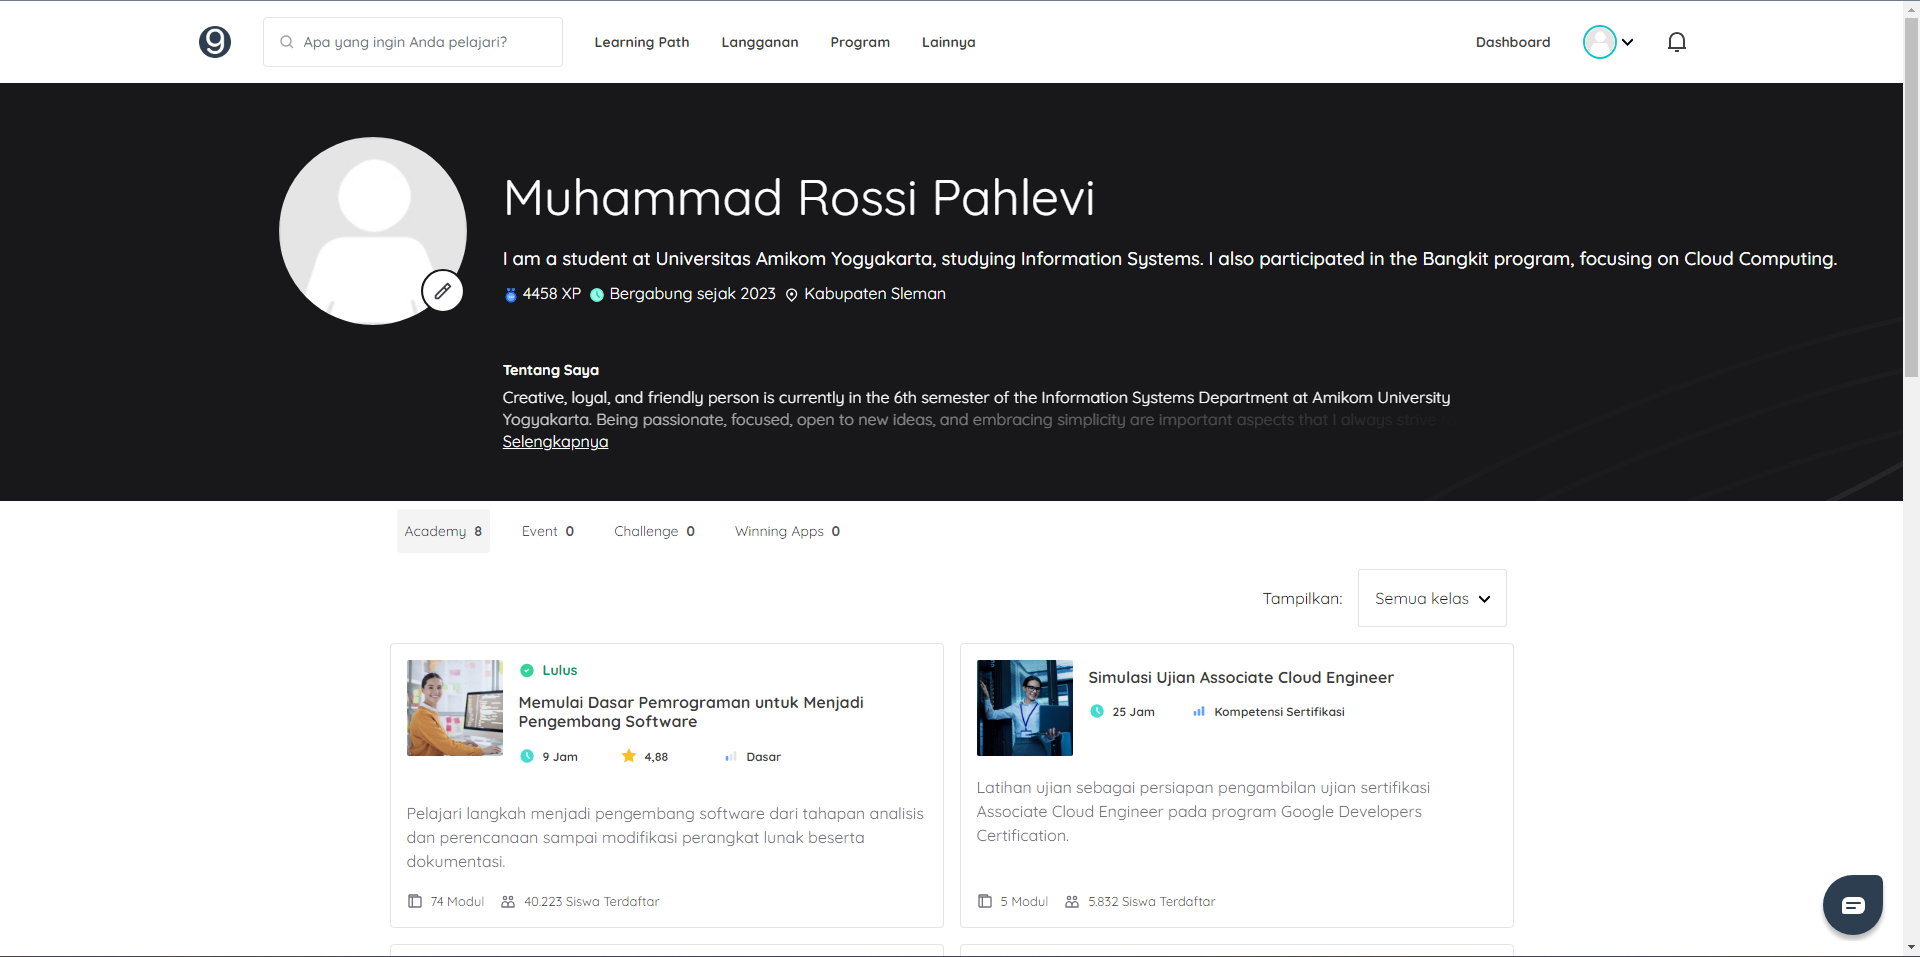 9
Apa yang ingin Anda pelajari?
Learning Path
Langganan
Program
Lainnya
Dashboard
Muhammad Rossi Pahlevi
I am a student at Universitas Amikom Yogyakarta, studying Information Systems. I also participated in the Bangkit program, focusing on Cloud Computing.
4458 XP Bergabung sejak 2023 Kabupaten Sleman
Tentang Saya
Creative, loyal, and friendly person is currently in the 6th semester of the Information Systems Department at Amikom University
Yogyakarta. Being passionate, focused, open to new ideas, and embracing simplicity are important aspects that I always strive
Selengkapnya
Academy 8
Event 0
Challenge 0
Winning Apps 0
Tampilkan:
Semua kelas
Lulus
Memulai Dasar Pemrograman untuk Menjadi
Pengembang Software
9 Jam
4,88
Dasar
Pelajari langkah menjadi pengembang software dari tahapan analisis
dan perencanaan sampai modifikasi perangkat lunak beserta
dokumentasi.
74 Modul
40.223 Siswa Terdaftar
Simulasi Ujian Associate Cloud Engineer
25 Jam
Kompetensi Sertifikasi
Latihan ujian sebagai persiapan pengambilan ujian sertifikasi
Associate Cloud Engineer pada program Google Developers
Certification.
5 Modul
5.832 Siswa Terdaftar